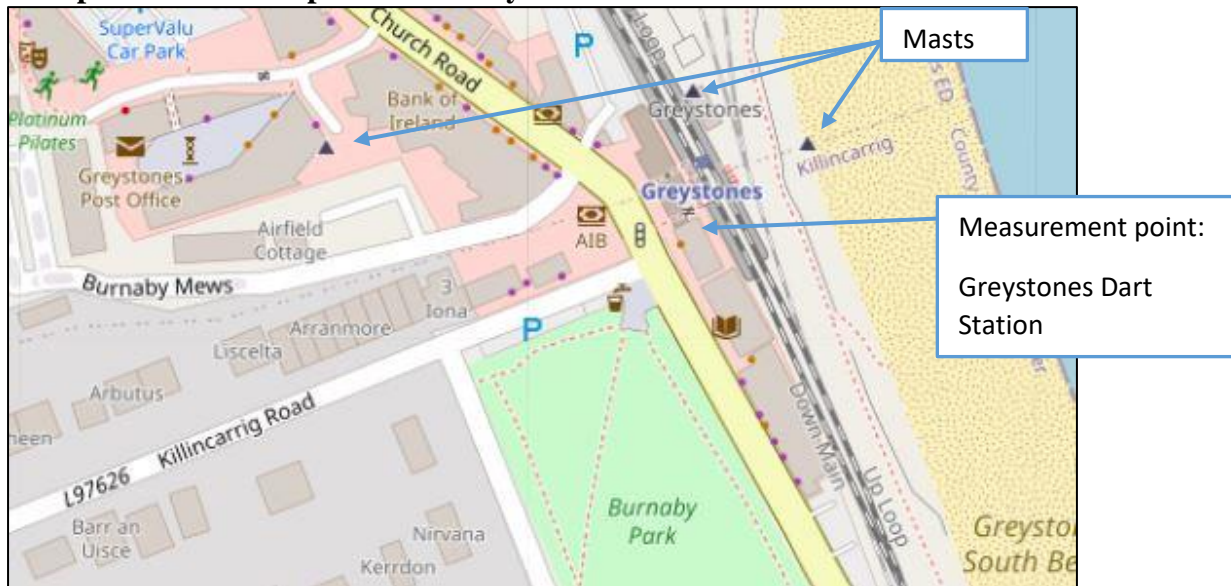 SuperValu
Car Park
Church Road
P
Loop
Masts
Greystones
s ED
County
Bank of
Ireland
Platinum
Pilates
Killincarrig
Greystones
Post Office
Greystones
Measurement point:
Greystones Dart
Station
Airfield
Cottage
AIB
Burnaby Mews
3
Iona
Arranmore
P
Liscelta
Arbutus
Down Main
Killincarrig Road
L97626
Up Loop
Burnaby
Park
Barr an
Uisce
Nirvana
Kerrdon